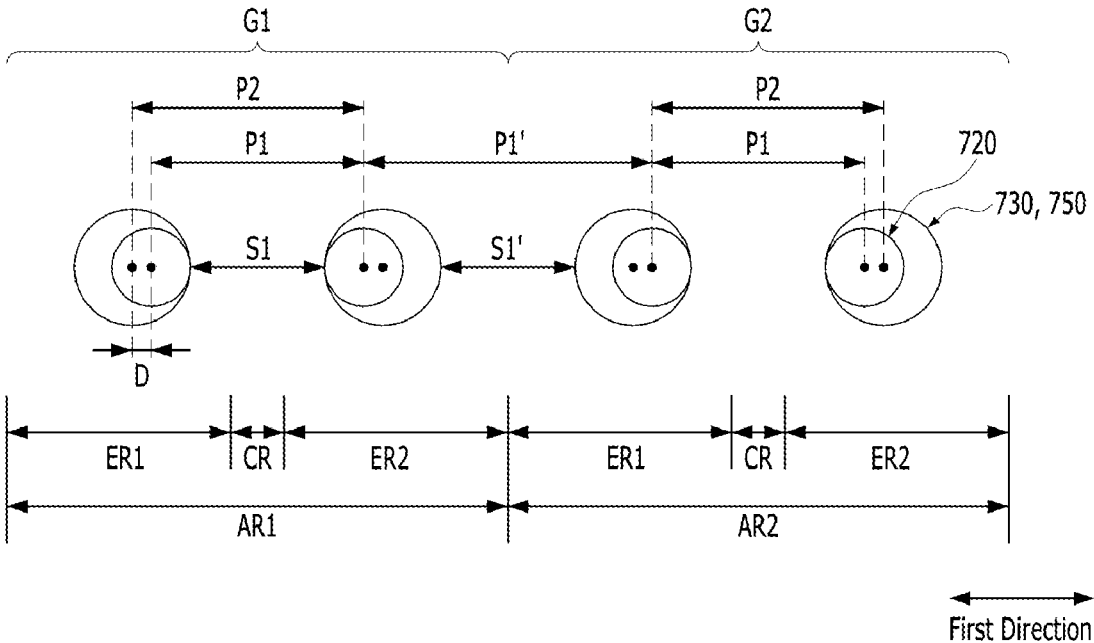 G1 G2
P2 P2
P1 P1' P1 720
730, 750
S1 S1'
D
ER1 CR ER2 ER1 CR ER2
AR1 AR2
First Direction